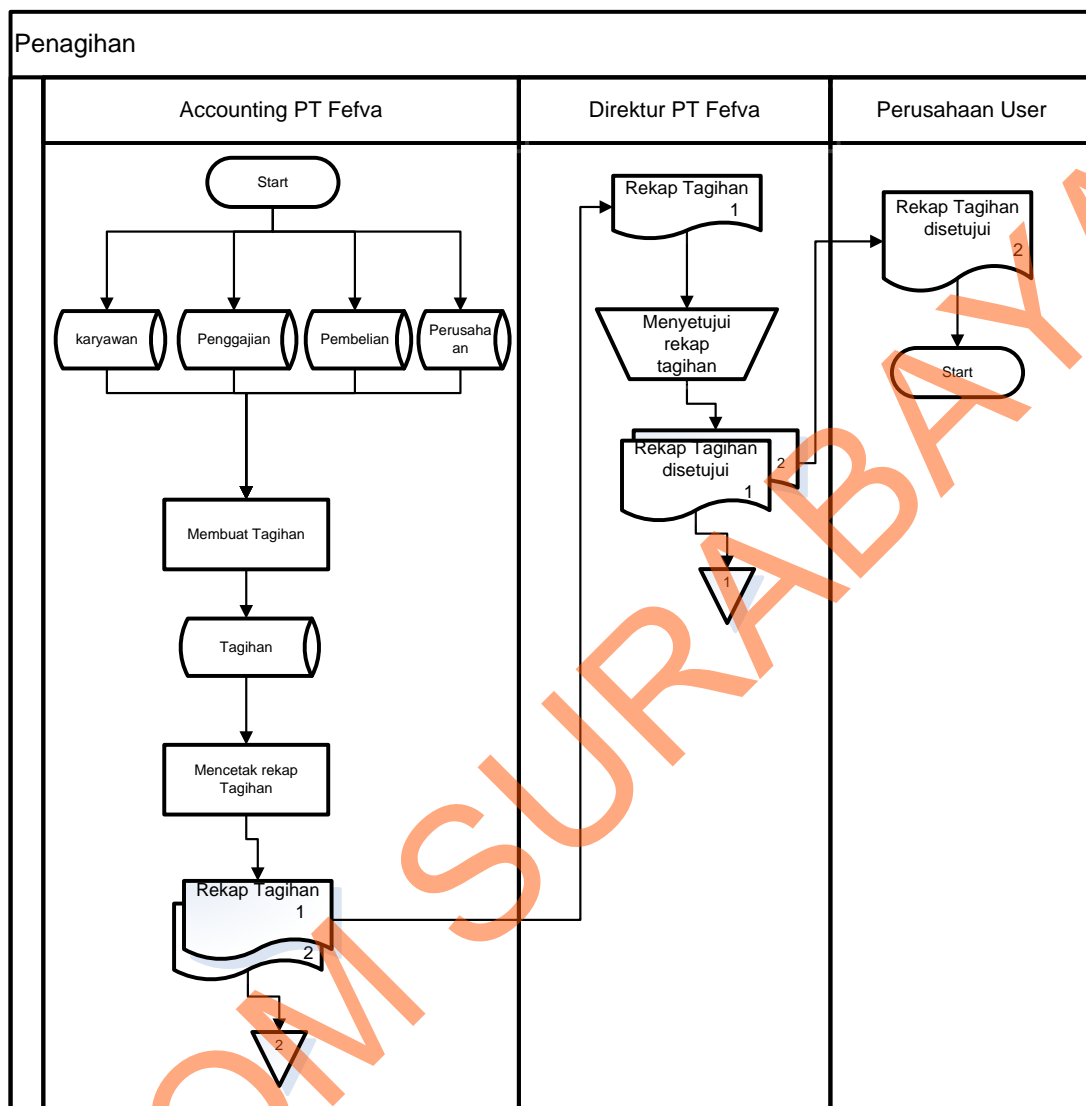 Penagihan
Accounting PT Fefva
Direktur PT Fefva
Perusahaan User
Start
karyawan
Penggajian
Pembelian
Perusaha
an
Membuat Tagihan
Tagihan
Mencetak rekap
Tagihan
Rekap Tagihan
1
2
2
Rekap Tagihan
1
Menyetujui
rekap
tagihan
Rekap Tagihan
disetujui
1
2
1
Rekap Tagihan
disetujui
2
Start
OM SURABAYA